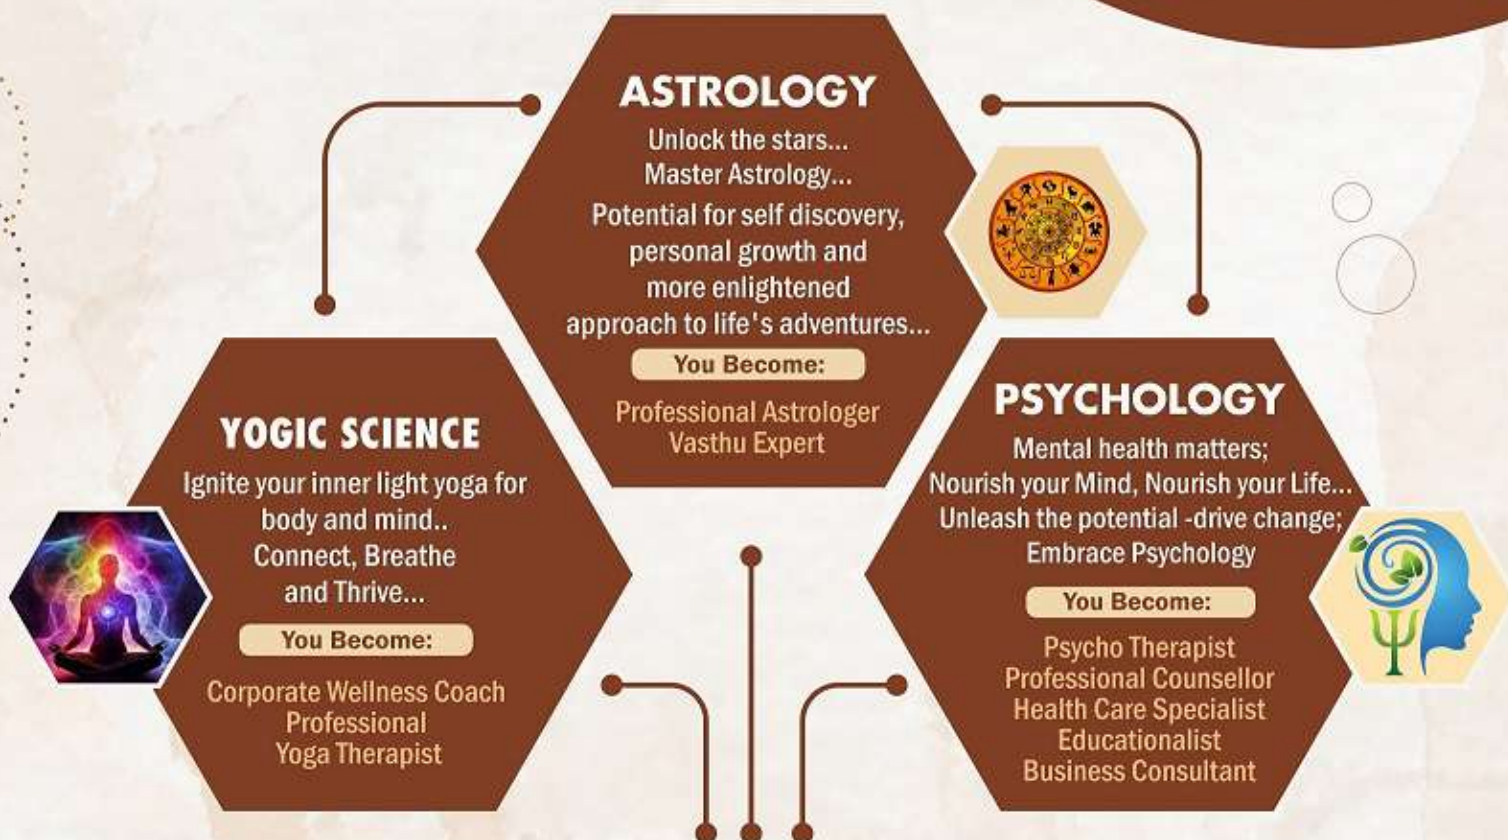 ASTROLOGY
Unlock the stars...
Master Astrology...
Potential for self discovery,
personal growth and
more enlightened
approach to life's adventures...
You Become:
Professional Astrologer
Vasthu Expert
YOGIC SCIENCE
Ignite your inner light yoga for
body and mind..
Connect, Breathe
and Thrive...
You Become:
Corporate Wellness Coach
Professional
Yoga Therapist
PSYCHOLOGY
Mental health matters;
Nourish your Mind, Nourish your Life...
Unleash the potential -drive change;
Embrace Psychology
You Become:
Psycho Therapist
Professional Counsellor
Health Care Specialist
Educationalist
Business Consultant